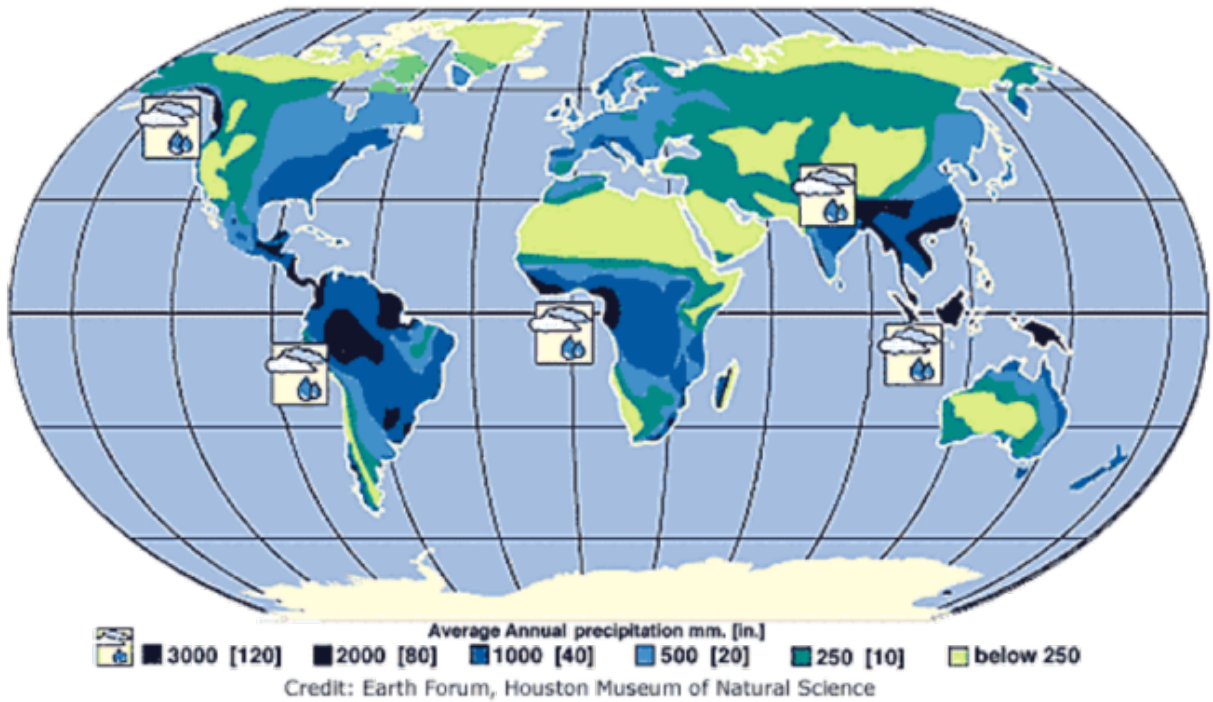 Average Annual precipitation mm. [in.]
3000 [120] 2000 [80] 1000 [40] 500 [20] 250 [10] below 250
Credit: Earth Forum, Houston Museum of Natural Science